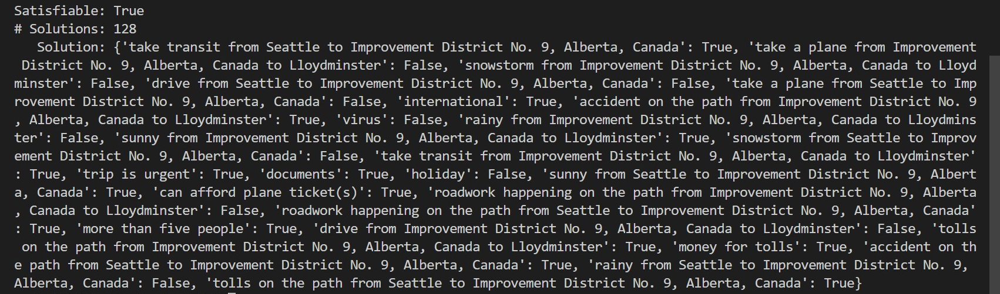 Satisfiable: True
# Solutions: 128
   Solution: {'take transit from Seattle to Improvement District No. 9, Alberta, Canada': True, 'take a plane from Improvement
 District No. 9, Alberta, Canada to Lloydminster': False, 'snowstorm from Improvement District No. 9, Alberta, Canada to Lloyd
minster': False, 'drive from Seattle to Improvement District No. 9, Alberta, Canada': False, 'take a plane from Seattle to Imp
rovement District No. 9, Alberta, Canada': False, 'international': True, 'accident on the path from Improvement District No. 9
, Alberta, Canada to Lloydminster': True, 'virus': False, 'rainy from Improvement District No. 9, Alberta, Canada to Lloydmins
ter': False, 'sunny from Improvement District No. 9, Alberta, Canada to Lloydminster': True, 'snowstorm from Seattle to Improv
ement District No. 9, Alberta, Canada': False, 'take transit from Improvement District No. 9, Alberta, Canada to Lloydminster'
: True, 'trip is urgent': True, 'documents': True, 'holiday': False, 'sunny from Seattle to Improvement District No. 9, Albert
a, Canada': True, 'can afford plane ticket(s)': True, 'roadwork happening on the path from Improvement District No. 9, Alberta
, Canada to Lloydminster': False, 'roadwork happening on the path from Seattle to Improvement District No. 9, Alberta, Canada'
: True, 'more than five people': True, 'drive from Improvement District No. 9, Alberta, Canada to Lloydminster': False, 'tolls
 on the path from Improvement District No. 9, Alberta, Canada to Lloydminster': True, 'money for tolls': True, 'accident on th
e path from Seattle to Improvement District No. 9, Alberta, Canada': True, 'rainy from Seattle to Improvement District No. 9,
Alberta, Canada': False, 'tolls on the path from Seattle to Improvement District No. 9, Alberta, Canada': True}